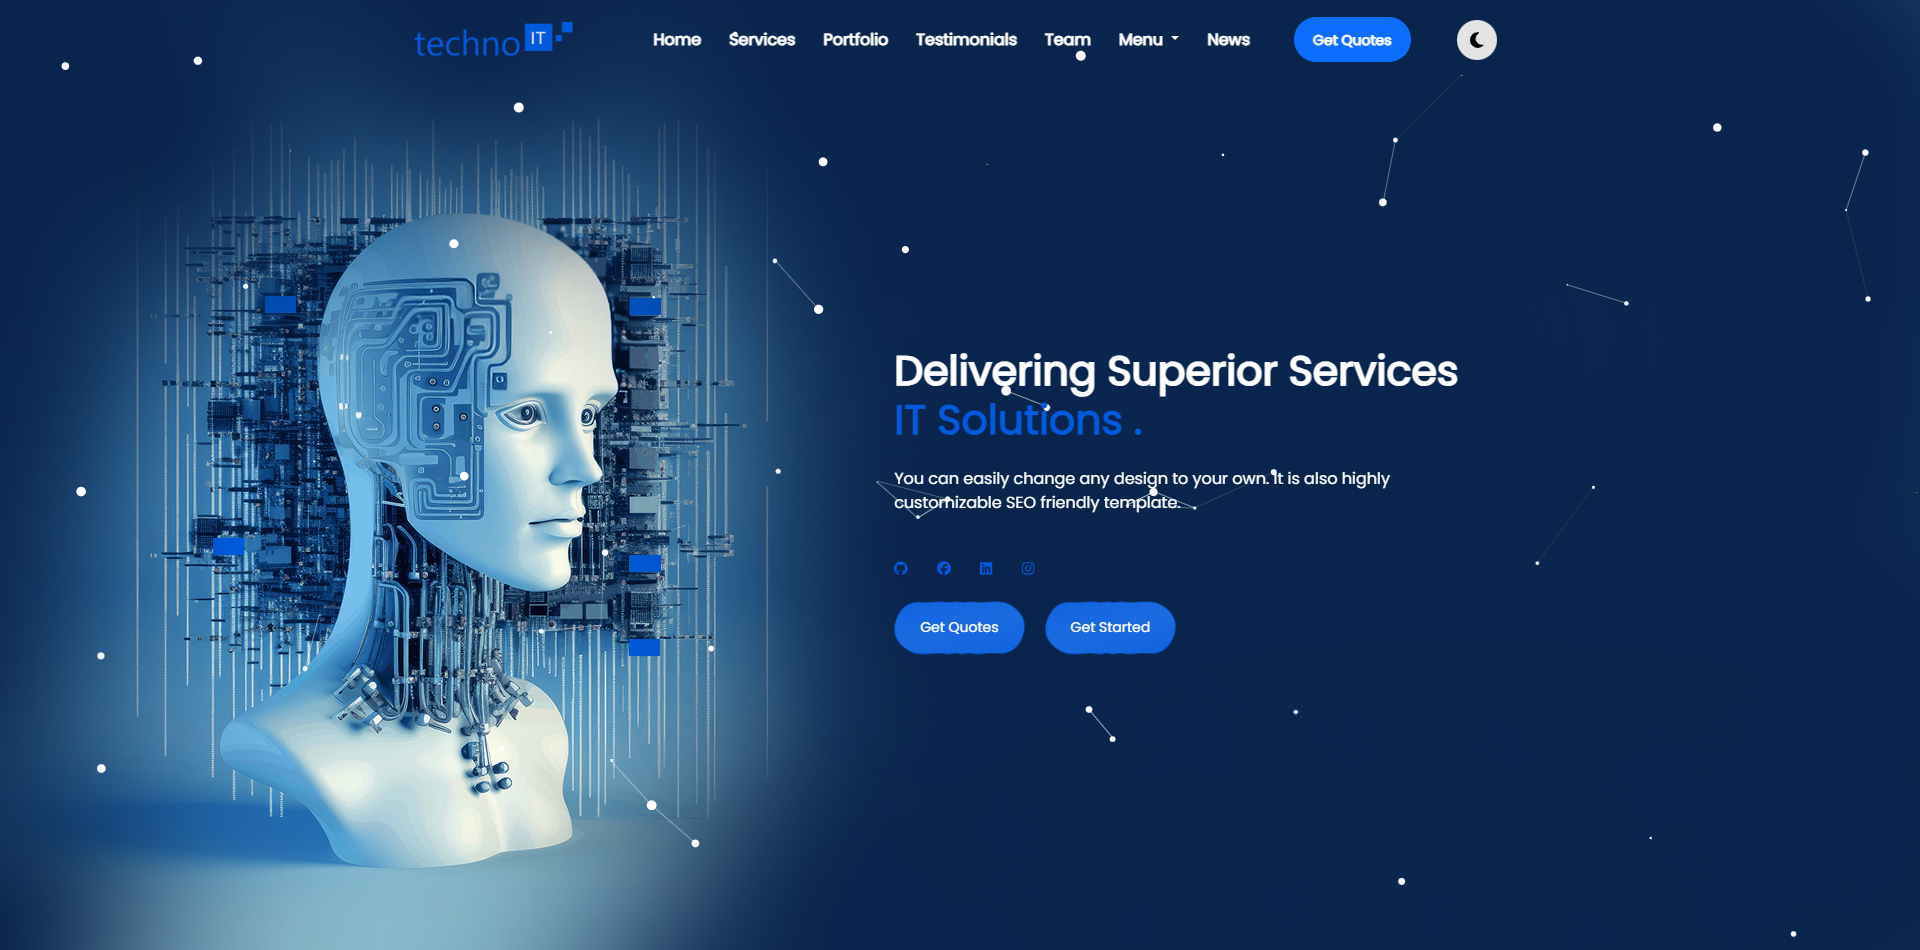 techno IT
Home Services Portfolio Testimonials Team Menu News Get Quotes
Delivering Superior Services
IT Solutions .
You can easily change any design to your own. It is also highly
customizable SEO friendly template.
Get Quotes Get Started